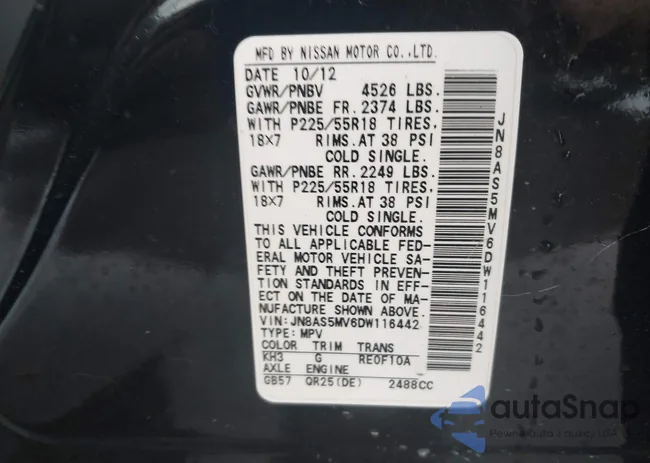 MFD BY NISSAN MOTOR CO.,LTD.
DATE 10/12
GVWR/PNBV 4526 LBS.
GAWR/PNBE FR. 2374 LBS.
WITH P225/55R18 TIRES,
18X7 RIMS.AT 38 PSI
COLD SINGLE.
GAWR/PNBE RR. 2249 LBS.
WITH P225/55R18 TIRES,
18X7 RIMS.AT 38 PSI
COLD SINGLE.
THIS VEHICLE CONFORMS
TO ALL APPLICABLE FED-
ERAL MOTOR VEHICLE SA-
FETY AND THEFT PREVEN-
TION STANDARDS IN EFF-
ECT ON THE DATE OF MA-
NUFACTURE SHOWN ABOVE.
VIN:JN8AS5MV6DW116442
TYPE:MPV
COLOR TRIM TRANS
KH3 G RE0F10A
AXLE ENGINE
GB57 QR25(DE) 2488CC
JN8AS5MV6DW116442
autoSnap